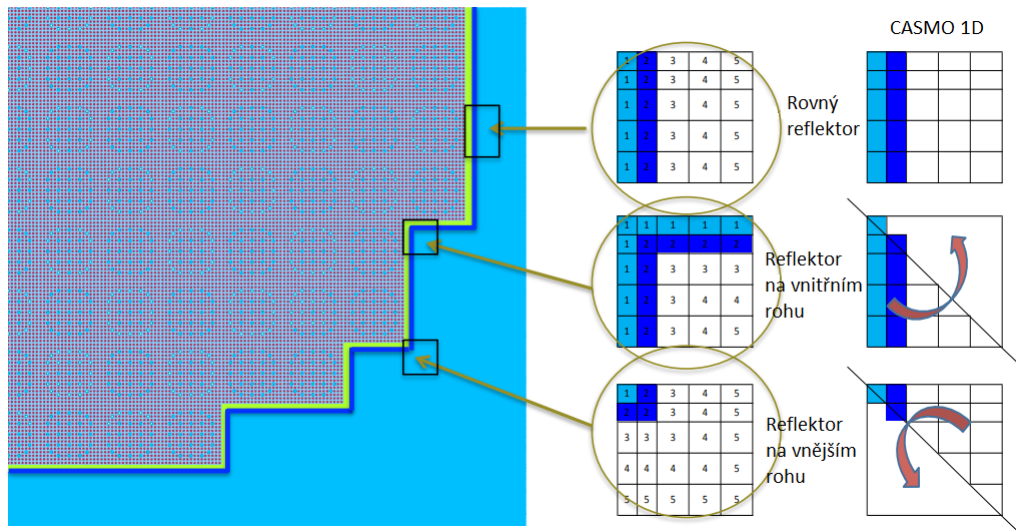 CASMO 1D
1 2 3 4 5
1 2 3 4 5
1 2 3 4 5
1 2 3 4 5
1 2 3 4 5
Rovný
reflektor
1 1 1 1 1
1 2 2 2 2
1 2 3 3 3
1 2 3 4 4
1 2 3 4 5
Reflektor
na vnitřním
rohu
1 2 3 4 5
2 2 3 4 5
3 3 3 4 5
4 4 4 4 5
5 5 5 5 5
Reflektor
na vnějším
rohu